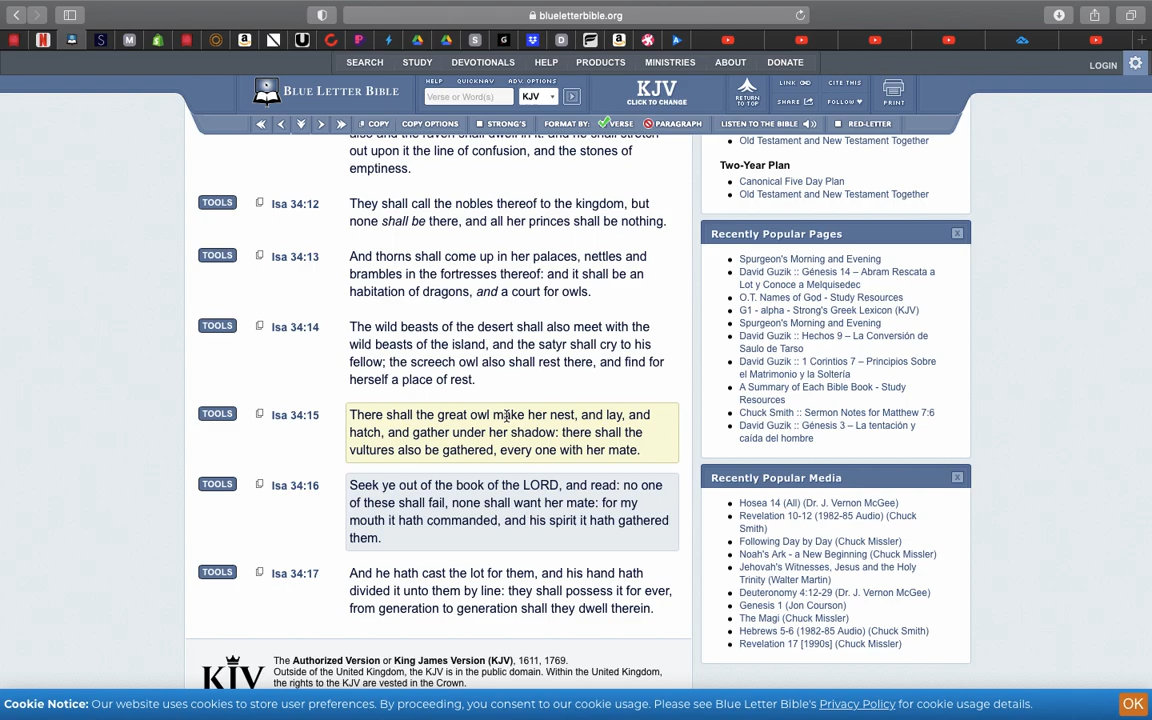 blueletterbible.org
SEARCH STUDY DEVOTIONALS HELP PRODUCTS MINISTRIES ABOUT DONATE
LOGIN
BLUE LETTER BIBLE
HELP QUICKNAV ADV. OPTIONS
Verse or Word(s) KJV
KJV
CLICK TO CHANGE
RETURN
TO TOP
LINK CITE THIS
SHARE FOLLOW
PRINT
COPY COPY OPTIONS STRONG'S FORMAT BY: VERSE PARAGRAPH LISTEN TO THE BIBLE RED-LETTER
also and the raven shall dwell in it: and he shall stretch
out upon it the line of confusion, and the stones of
emptiness.
TOOLS Isa 34:12 They shall call the nobles thereof to the kingdom, but
none shall be there, and all her princes shall be nothing.
TOOLS Isa 34:13 And thorns shall come up in her palaces, nettles and
brambles in the fortresses thereof: and it shall be an
habitation of dragons, and a court for owls.
TOOLS Isa 34:14 The wild beasts of the desert shall also meet with the
wild beasts of the island, and the satyr shall cry to his
fellow; the screech owl also shall rest there, and find for
herself a place of rest.
TOOLS Isa 34:15 There shall the great owl make her nest, and lay, and
hatch, and gather under her shadow: there shall the
vultures also be gathered, every one with her mate.
TOOLS Isa 34:16 Seek ye out of the book of the LORD, and read: no one
of these shall fail, none shall want her mate: for my
mouth it hath commanded, and his spirit it hath gathered
them.
TOOLS Isa 34:17 And he hath cast the lot for them, and his hand hath
divided it unto them by line: they shall possess it for ever,
from generation to generation shall they dwell therein.
KJV
The Authorized Version or King James Version (KJV), 1611, 1769.
Outside of the United Kingdom, the KJV is in the public domain. Within the United Kingdom,
the rights to the KJV are vested in the Crown.
Old Testament and New Testament Together
Two-Year Plan
Canonical Five Day Plan
Old Testament and New Testament Together
Recently Popular Pages
Spurgeon's Morning and Evening
David Guzik :: Génesis 14 – Abram Rescata a
Lot y Conoce a Melquisedec
O.T. Names of God - Study Resources
G1 - alpha - Strong's Greek Lexicon (KJV)
Spurgeon's Morning and Evening
David Guzik :: Hechos 9 – La Conversión de
Saulo de Tarso
David Guzik :: 1 Corintios 7 – Principios Sobre
el Matrimonio y la Soltería
A Summary of Each Bible Book - Study
Resources
Chuck Smith :: Sermon Notes for Matthew 7:6
David Guzik :: Génesis 3 – La tentación y
caída del hombre
Recently Popular Media
Hosea 14 (All) (Dr. J. Vernon McGee)
Revelation 10-12 (1982-85 Audio) (Chuck
Smith)
Following Day by Day (Chuck Missler)
Noah's Ark - a New Beginning (Chuck Missler)
Jehovah's Witnesses, Jesus and the Holy
Trinity (Walter Martin)
Deuteronomy 4:12-29 (Dr. J. Vernon McGee)
Genesis 1 (Jon Courson)
The Magi (Chuck Missler)
Hebrews 5-6 (1982-85 Audio) (Chuck Smith)
Revelation 17 [1990s] (Chuck Missler)
Cookie Notice: Our website uses cookies to store user preferences. By proceeding, you consent to our cookie usage. Please see Blue Letter Bible's Privacy Policy for cookie usage details. OK